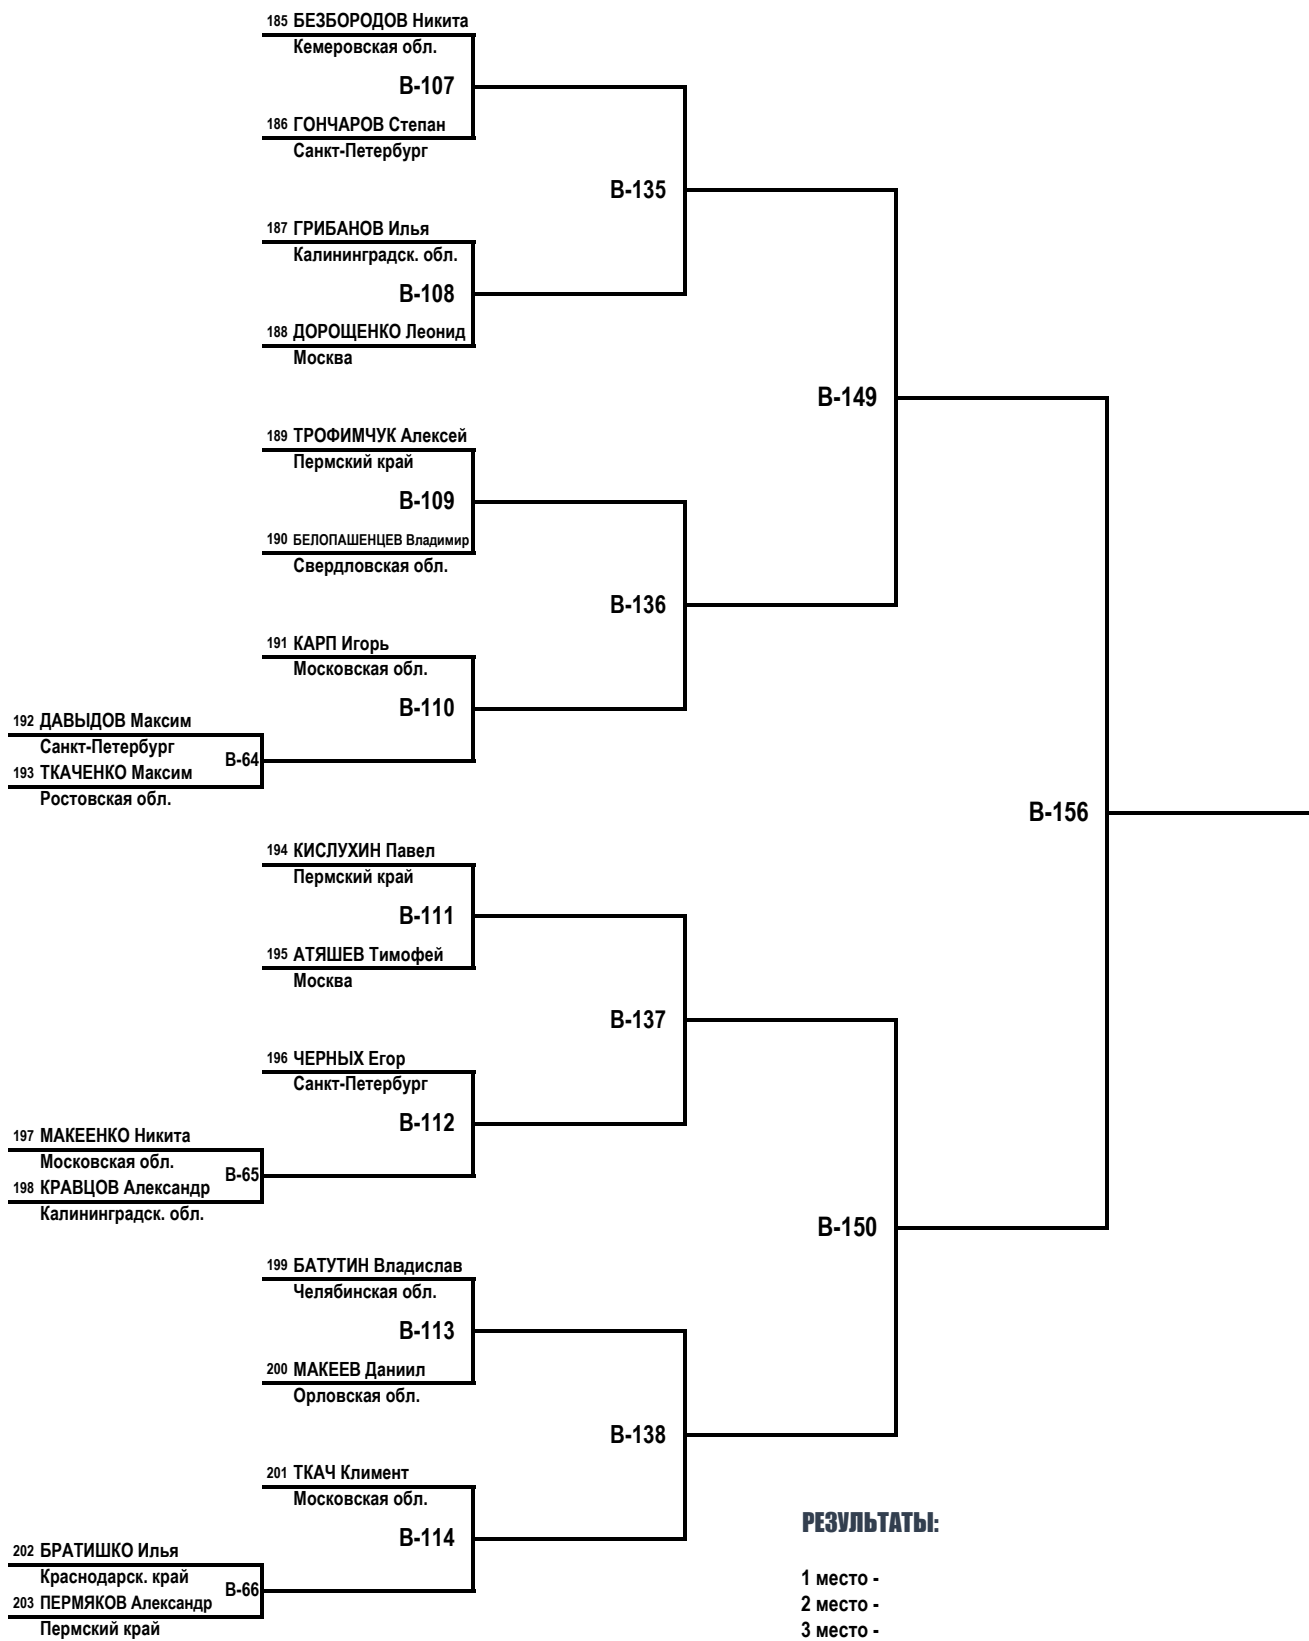 185 БЕЗБОРОДОВ Никита
Кемеровская обл.
В-107
186 ГОНЧАРОВ Степан
Санкт-Петербург
В-135
187 ГРИБАНОВ Илья
Калининградск. обл.
В-108
188 ДОРОЩЕНКО Леонид
Москва
В-149
189 ТРОФИМЧУК Алексей
Пермский край
В-109
190 БЕЛОПАШЕНЦЕВ Владимир
Свердловская обл.
В-136
191 КАРП Игорь
Московская обл.
В-110
192 ДАВЫДОВ Максим
Санкт-Петербург
В-64
193 ТКАЧЕНКО Максим
Ростовская обл.
В-156
194 КИСЛУХИН Павел
Пермский край
В-111
195 АТЯШЕВ Тимофей
Москва
В-137
196 ЧЕРНЫХ Егор
Санкт-Петербург
В-112
197 МАКЕЕНКО Никита
Московская обл.
В-65
198 КРАВЦОВ Александр
Калининградск. обл.
В-150
199 БАТУТИН Владислав
Челябинская обл.
В-113
200 МАКЕЕВ Даниил
Орловская обл.
В-138
201 ТКАЧ Климент
Московская обл.
В-114
202 БРАТИШКО Илья
Краснодарск. край
В-66
203 ПЕРМЯКОВ Александр
Пермский край
РЕЗУЛЬТАТЫ:
1 место -
2 место -
3 место -